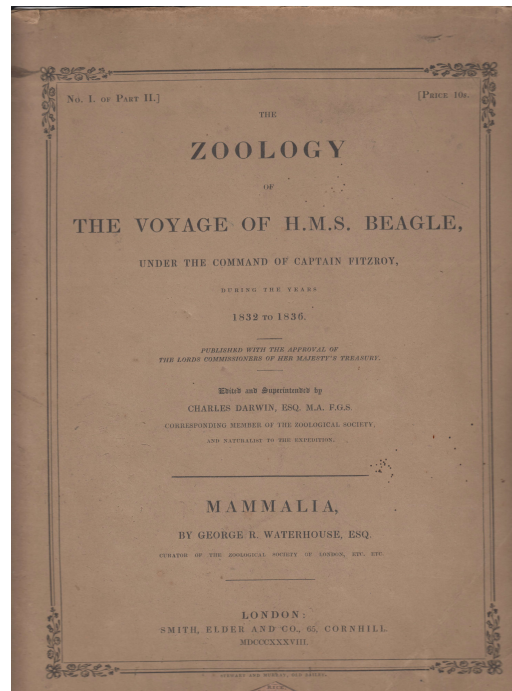 No. I. of Part II.]
[Price 10s.
THE
ZOOLOGY
OF
THE VOYAGE OF H.M.S. BEAGLE,
UNDER THE COMMAND OF CAPTAIN FITZROY,
DURING THE YEARS
1832 TO 1836.
PUBLISHED WITH THE APPROVAL OF
THE LORDS COMMISSIONERS OF HER MAJESTY'S TREASURY.
Edited and Superintended by
CHARLES DARWIN, ESQ. M.A. F.G.S.
CORRESPONDING MEMBER OF THE ZOOLOGICAL SOCIETY,
AND NATURALIST TO THE EXPEDITION.
MAMMALIA,
BY GEORGE R. WATERHOUSE, ESQ.
CURATOR OF THE ZOOLOGICAL SOCIETY OF LONDON, ETC. ETC.
LONDON:
SMITH, ELDER AND CO., 65, CORNHILL.
MDCCCXXXVIII.